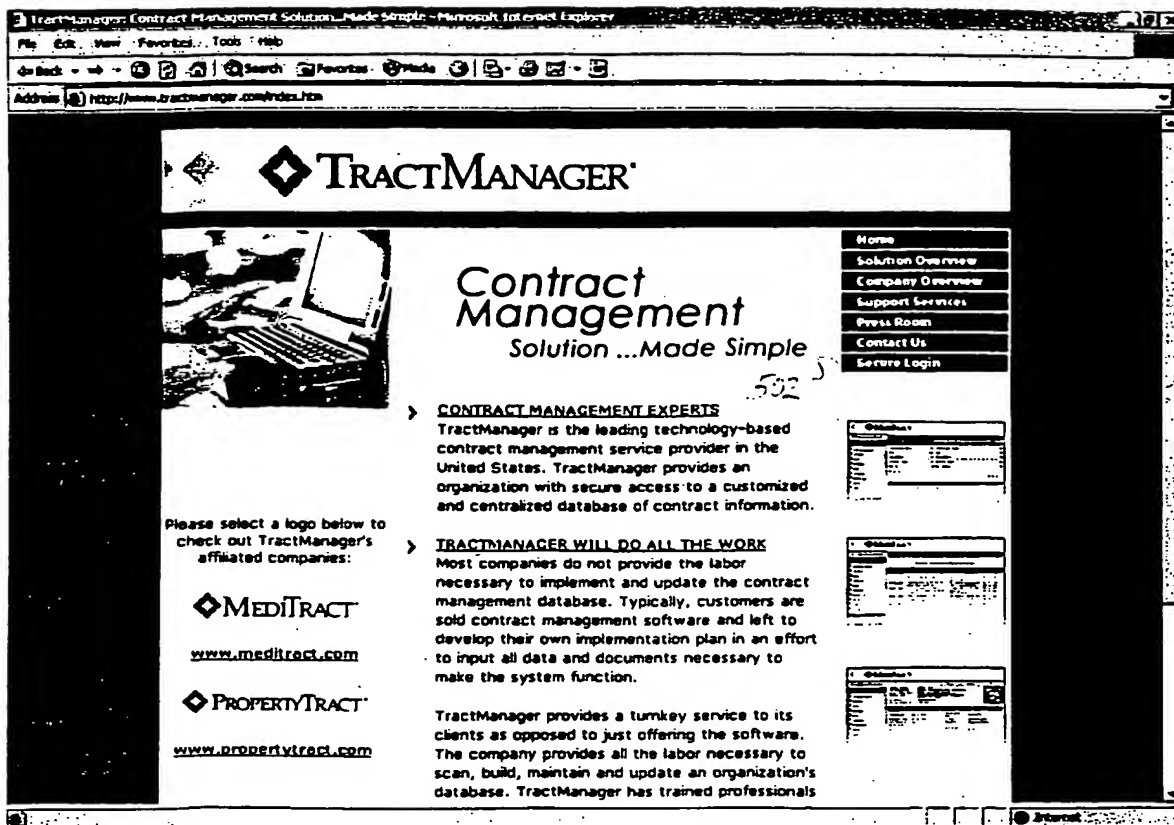 TractManager: Contract Management Solution...Made Simple - Microsoft Internet Explorer
File Edit View Favorites Tools Help
Back Search Favorites Media
Address http://www.tractmanager.com/index.htm
TRACTMANAGER
Contract
Management
Solution ...Made Simple
502
Home
Solution Overview
Company Overview
Support Services
Press Room
Contact Us
Secure Login
Please select a logo below to
check out TractManager's
affiliated companies:
MEDITRACT
www.meditract.com
PROPERTYTRACT
www.propertytract.com
CONTRACT MANAGEMENT EXPERTS
TractManager is the leading technology-based
contract management service provider in the
United States. TractManager provides an
organization with secure access to a customized
and centralized database of contract information.
TRACTMANAGER WILL DO ALL THE WORK
Most companies do not provide the labor
necessary to implement and update the contract
management database. Typically, customers are
sold contract management software and left to
develop their own implementation plan in an effort
to input all data and documents necessary to
make the system function.
TractManager provides a turnkey service to its
clients as opposed to just offering the software.
The company provides all the labor necessary to
scan, build, maintain and update an organization's
database. TractManager has trained professionals
Internet